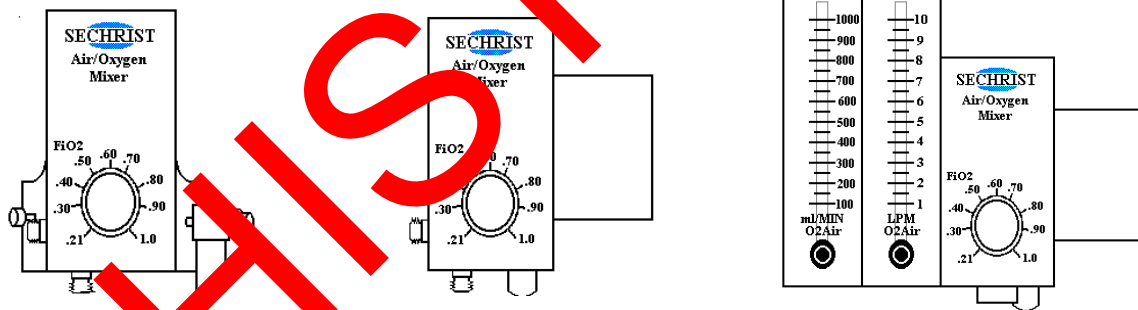 SECHRIST
Air/Oxygen
Mixer
FiO2
.21
.30
.40
.50
.60
.70
.80
.90
1.0
SECHRIST
Air/Oxygen
FiO2
.21
.30
.70
.80
.90
1.0
1000
900
800
700
600
500
400
300
200
100
ml/MIN
O2Air
10
9
8
7
6
5
4
3
2
1
LPM
O2Air
SECHRIST
Air/Oxygen
Mixer
FiO2
.21
.30
.40
.50
.60
.70
.80
.90
1.0
HIS